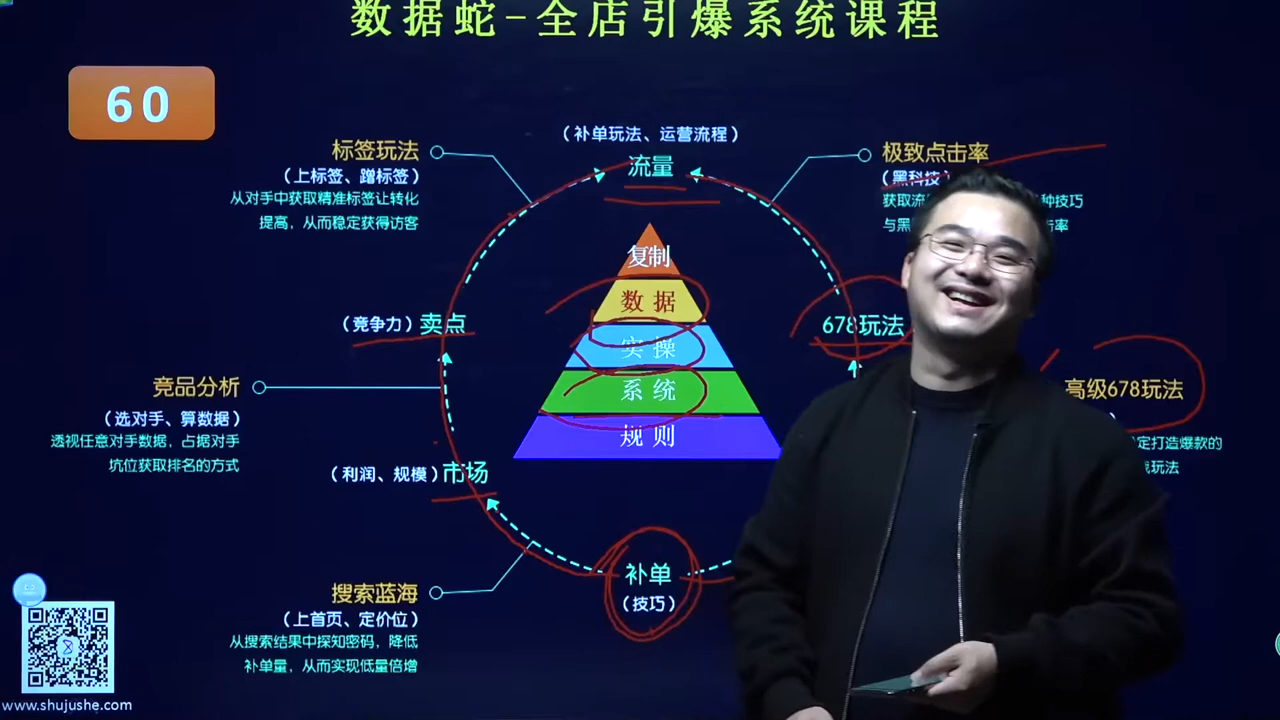 数据蛇-全店引爆系统课程
60
(补单玩法、运营流程)
流量
标签玩法
(上标签、蹭标签)
从对手中获取精准标签让转化
提高，从而稳定获得访客
极致点击率
(黑科技)
获取流
种技巧
与黑
击率
复制
数据
实操
系统
规则
(竞争力)卖点
678玩法
竞品分析
(选对手、算数据)
透视任意对手数据，占据对手
坑位获取排名的方式
高级678玩法
定打造爆款的
戏玩法
(利润、规模)市场
补单
(技巧)
搜索蓝海
(上首页、定价位)
从搜索结果中探知密码，降低
补单量，从而实现低量倍增
www.shujushe.com